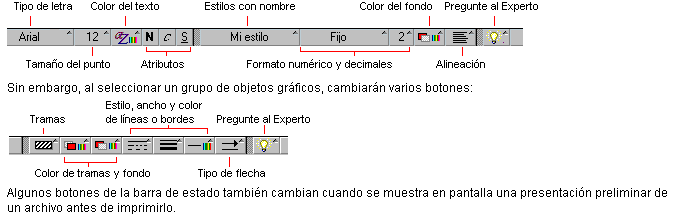 Tipo de letra Color del texto Estilos con nombre Color del fondo Pregunte al Experto
Arial 12 N C S Mi estilo Fijo 2
Tamaño del punto Atributos Formato numérico y decimales Alineación
Sin embargo, al seleccionar un grupo de objetos gráficos, cambiarán varios botones:
Estilo, ancho y color
Tramas de líneas o bordes Pregunte al Experto
Color de tramas y fondo Tipo de flecha
Algunos botones de la barra de estado también cambian cuando se muestra en pantalla una presentación preliminar de
un archivo antes de imprimirlo.